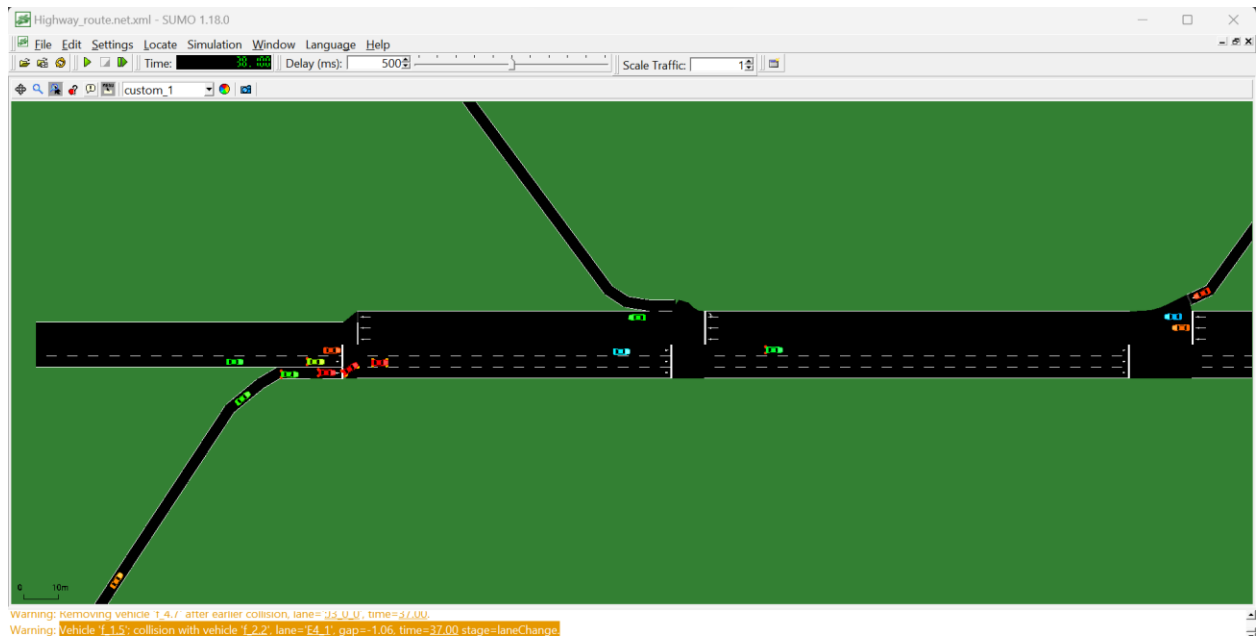 Highway_route.net.xml - SUMO 1.18.0
File Edit Settings Locate Simulation Window Language Help
Time: 38.100 Delay (ms): 500 Scale Traffic: 1
custom_1
0 10m
Warning: Removing vehicle 'f_4.7' after earlier collision, lane=':J3_0_0', time=37.00.
Warning: Vehicle 'f_1.5'; collision with vehicle 'f_2.2', lane='E4_1', gap=-1.06, time=37.00 stage=laneChange.